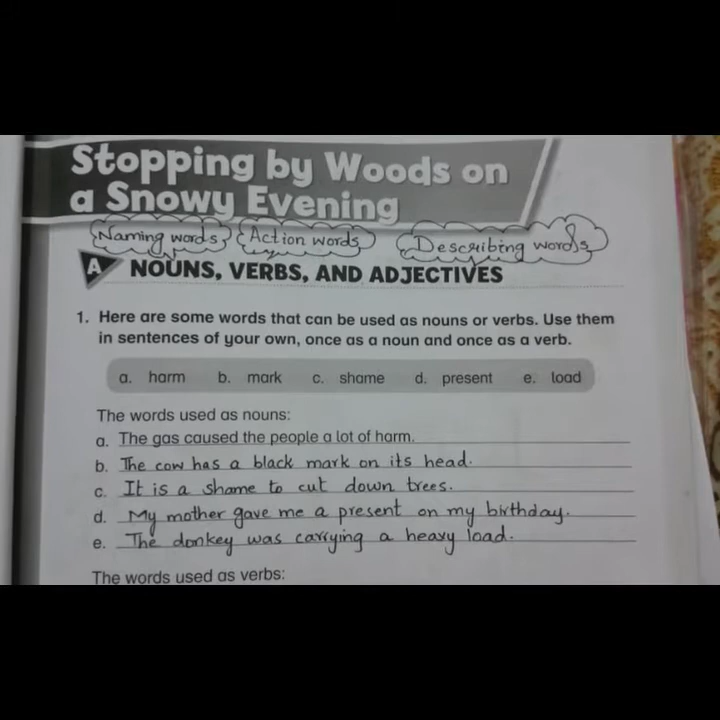 Stopping by Woods on
a Snowy Evening
Naming words Action words Describing words
A NOUNS, VERBS, AND ADJECTIVES
1. Here are some words that can be used as nouns or verbs. Use them
in sentences of your own, once as a noun and once as a verb.
a. harm b. mark c. shame d. present e. load
The words used as nouns:
a. The gas caused the people a lot of harm.
b. The cow has a black mark on its head.
c. It is a shame to cut down trees.
d. My mother gave me a present on my birthday.
e. The donkey was carrying a heavy load.
The words used as verbs: